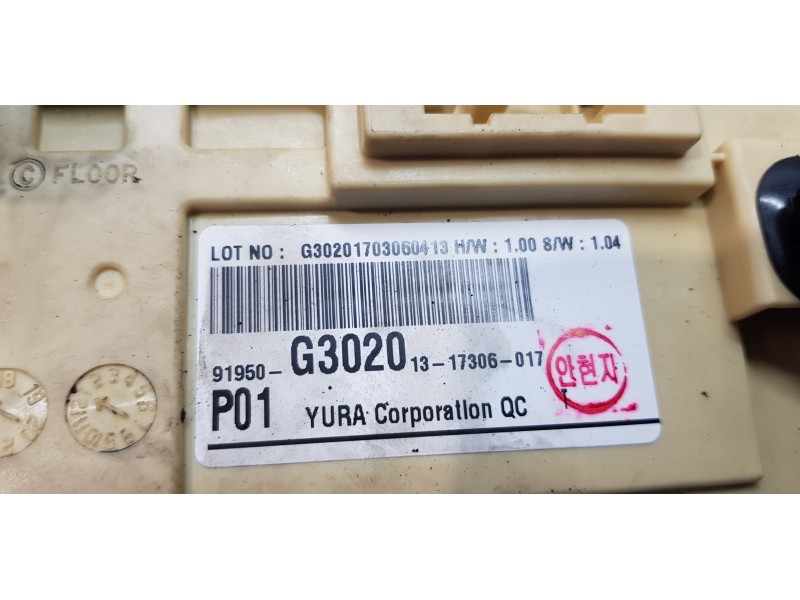 © FLOOR
LOT NO : G30201703060413 H/W : 1.00 S/W : 1.04
91950-G3020 13-17306-017
안현자
P01 YURA Corporation QC